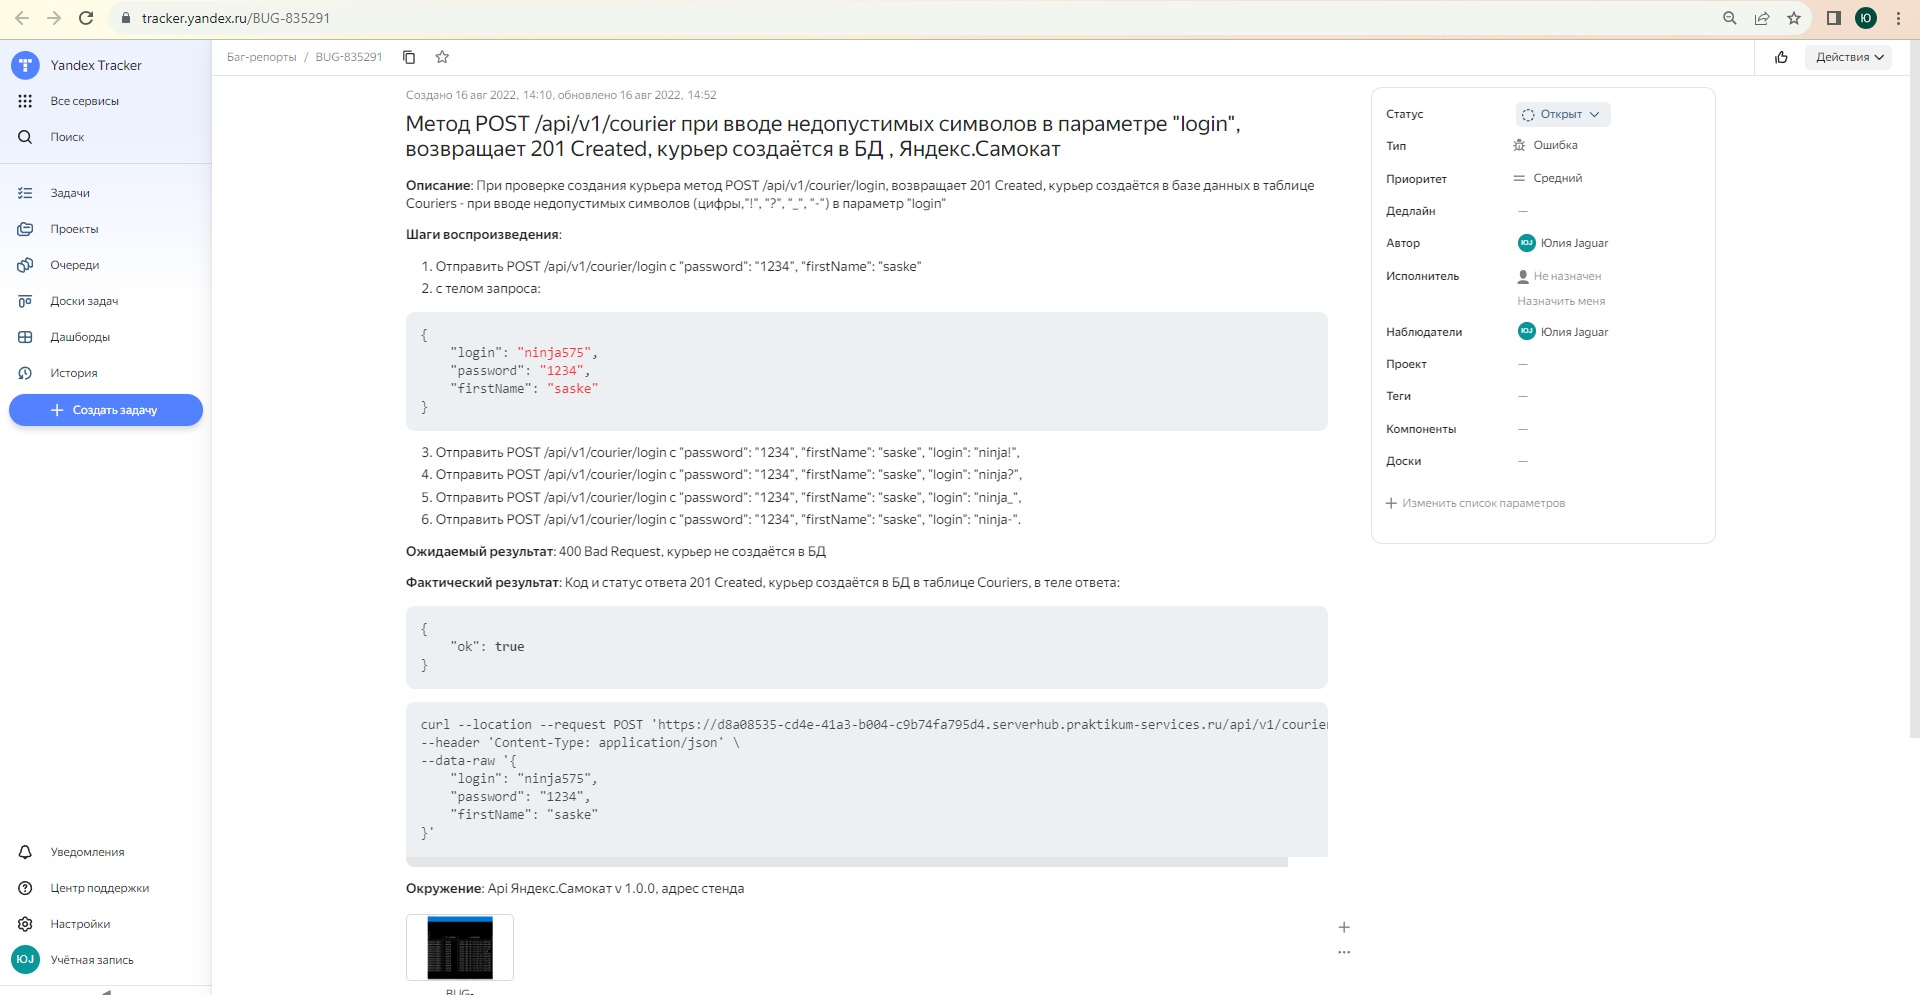 tracker.yandex.ru/BUG-835291
Ю
Yandex Tracker
Все сервисы
Поиск
Задачи
Проекты
Очереди
Доски задач
Дашборды
История
Создать задачу
Уведомления
Центр поддержки
Настройки
ЮJ Учётная запись
Баг-репорты / BUG-835291
Действия
Создано 16 авг 2022, 14:10, обновлено 16 авг 2022, 14:52
Метод POST /api/v1/courier при вводе недопустимых символов в параметре "login",
возвращает 201 Created, курьер создаётся в БД , Яндекс.Самокат
Описание: При проверке создания курьера метод POST /api/v1/courier/login, возвращает 201 Created, курьер создаётся в базе данных в таблице
Couriers - при вводе недопустимых символов (цифры,"!", "?", "_", "-") в параметр "login"
Шаги воспроизведения:
1. Отправить POST /api/v1/courier/login с "password": "1234", "firstName": "saske"
2. с телом запроса:
{
"login": "ninja575",
"password": "1234",
"firstName": "saske"
}
3. Отправить POST /api/v1/courier/login с "password": "1234", "firstName": "saske", "login": "ninja!",
4. Отправить POST /api/v1/courier/login с "password": "1234", "firstName": "saske", "login": "ninja?",
5. Отправить POST /api/v1/courier/login с "password": "1234", "firstName": "saske", "login": "ninja_",
6. Отправить POST /api/v1/courier/login с "password": "1234", "firstName": "saske", "login": "ninja-".
Ожидаемый результат: 400 Bad Request, курьер не создаётся в БД
Фактический результат: Код и статус ответа 201 Created, курьер создаётся в БД в таблице Couriers, в теле ответа:
{
"ok": true
}
curl --location --request POST 'https://d8a08535-cd4e-41a3-b004-c9b74fa795d4.serverhub.praktikum-services.ru/api/v1/courier
--header 'Content-Type: application/json' \
--data-raw '{
"login": "ninja575",
"password": "1234",
"firstName": "saske"
}'
Окружение: Api Яндекс.Самокат v 1.0.0, адрес стенда
BUG-
Статус Открыт
Тип Ошибка
Приоритет Средний
Дедлайн —
Автор ЮJ Юлия Jaguar
Исполнитель Не назначен
Назначить меня
Наблюдатели ЮJ Юлия Jaguar
Проект —
Теги —
Компоненты —
Доски —
Изменить список параметров